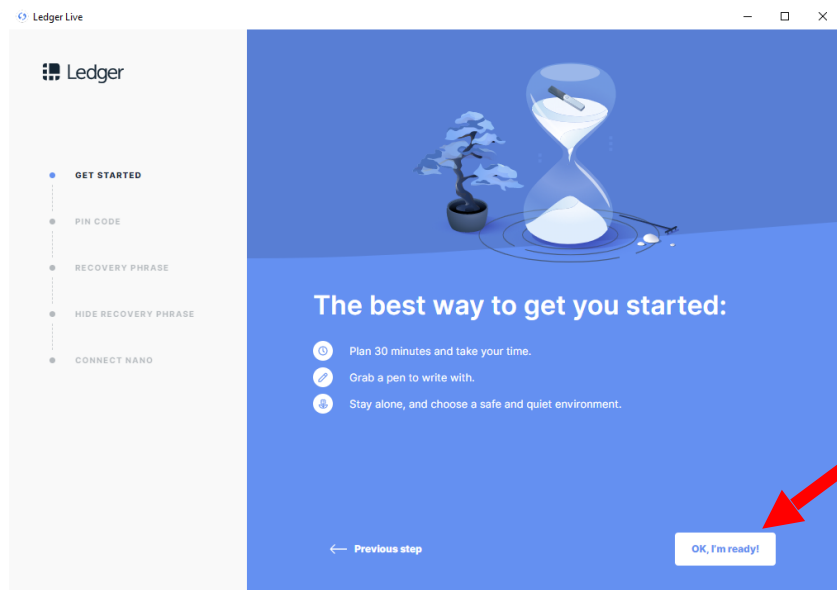 Ledger Live
Ledger
GET STARTED
PIN CODE
RECOVERY PHRASE
HIDE RECOVERY PHRASE
CONNECT NANO
The best way to get you started:
Plan 30 minutes and take your time.
Grab a pen to write with.
Stay alone, and choose a safe and quiet environment.
Previous step
OK, I'm ready!